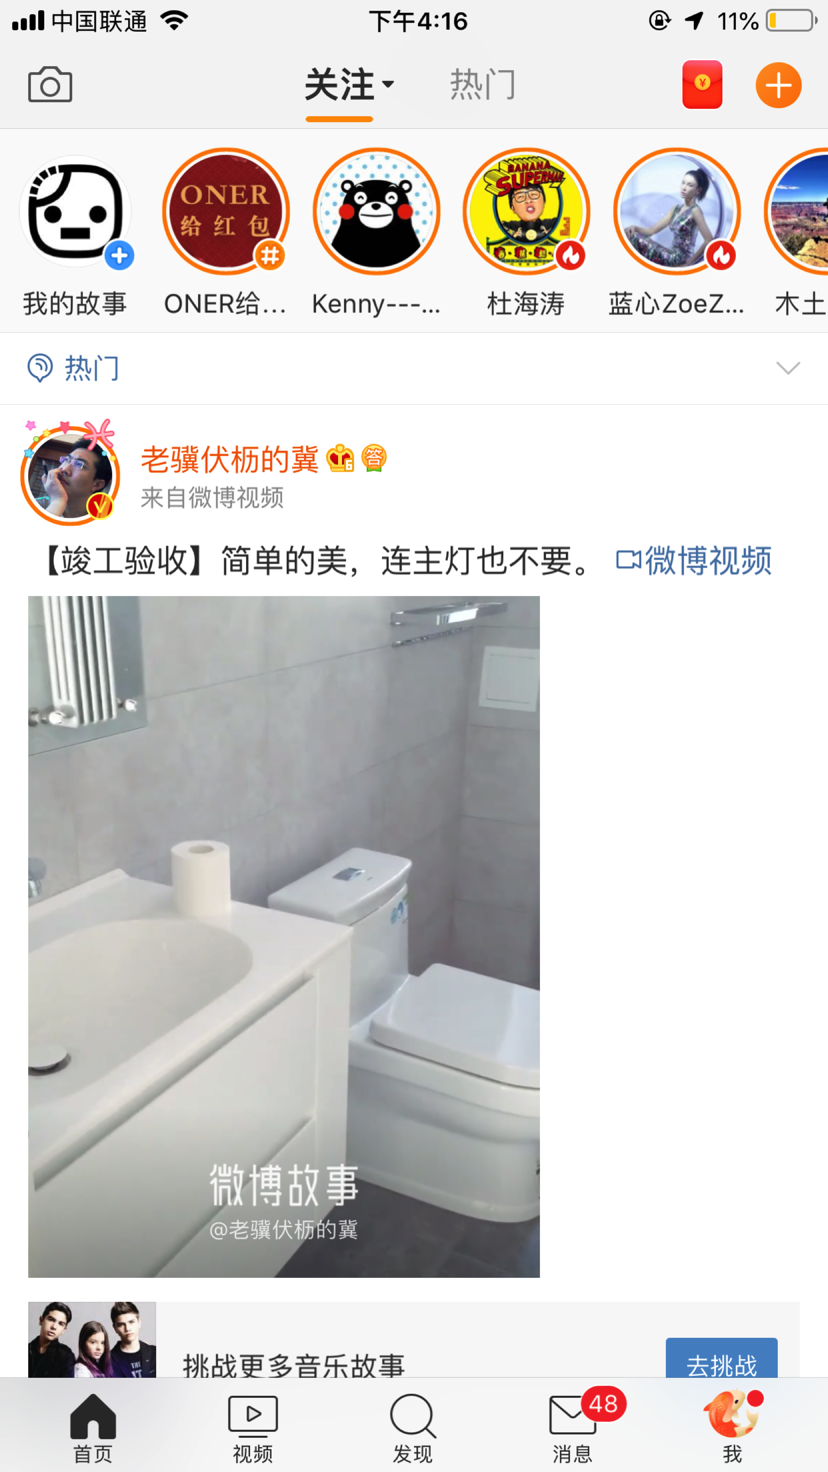 中国联通
下午4:16
11%
关注
热门
ONER
给红包
BANANA
SUPERMAN
我的故事
ONER给...
Kenny---...
杜海涛
蓝心ZoeZ...
木土
热门
老骥伏枥的冀
答
来自微博视频
【竣工验收】简单的美，连主灯也不要。 微博视频
微博故事
@老骥伏枥的冀
挑战更多音乐故事
去挑战
48
首页
视频
发现
消息
我